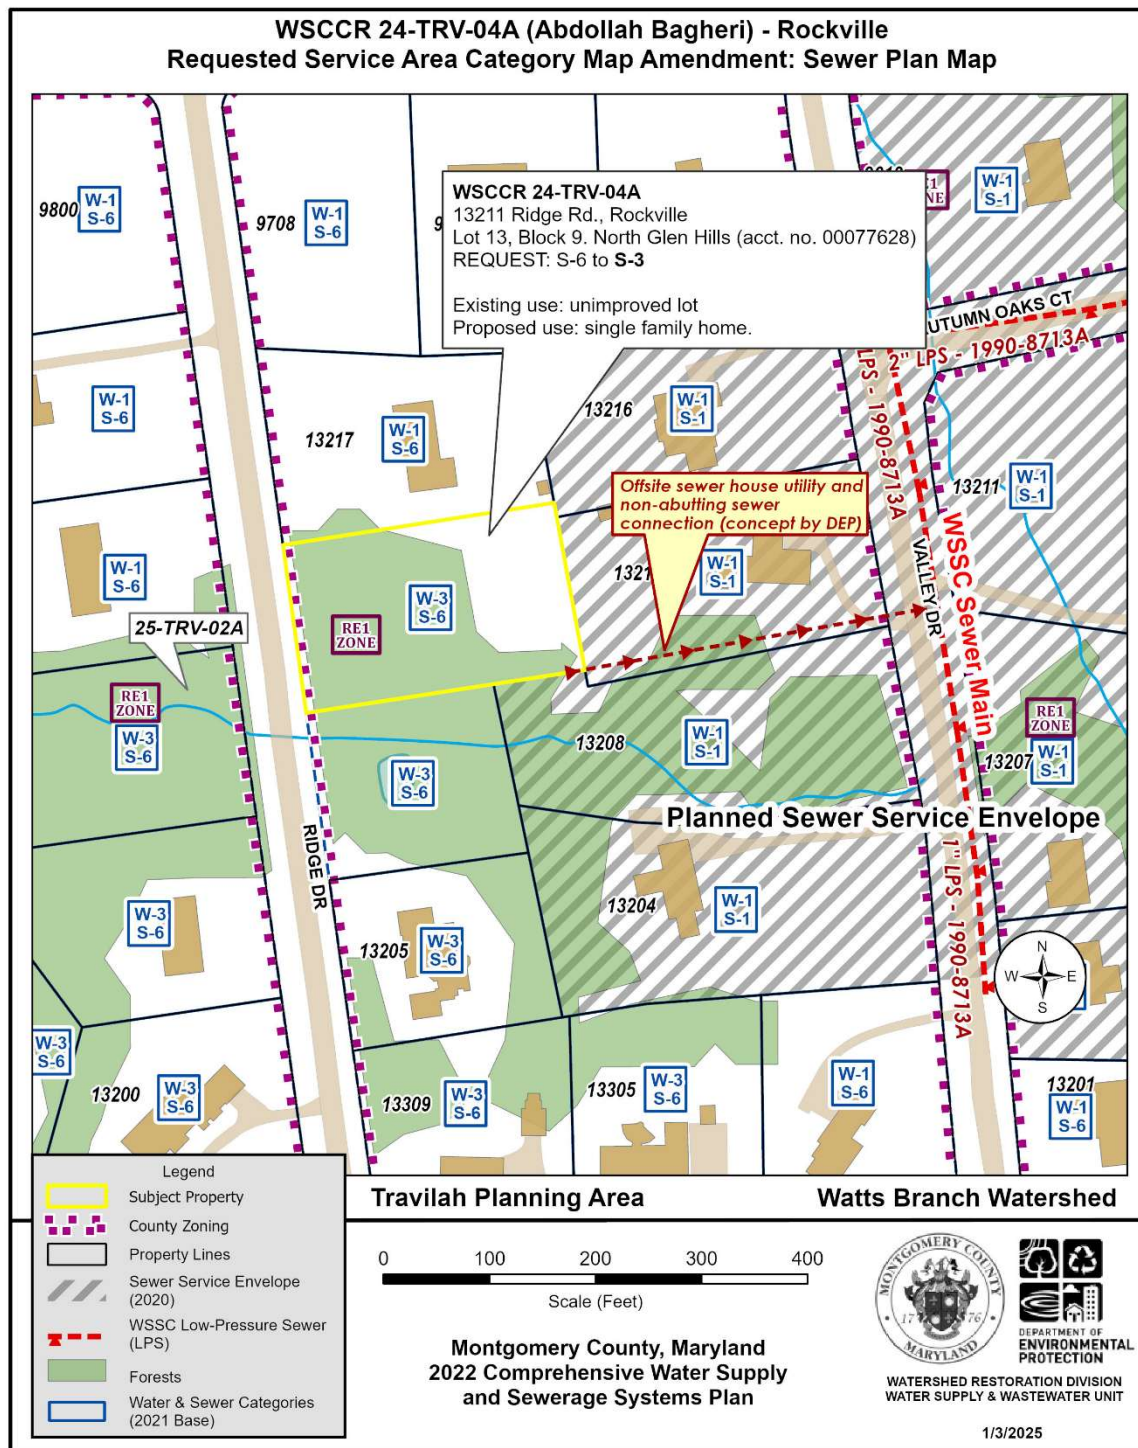 WSCCR 24-TRV-04A (Abdollah Bagheri) - Rockville
Requested Service Area Category Map Amendment: Sewer Plan Map
9800
W-1
S-6
9708
W-1
S-6
WSCCR 24-TRV-04A
13211 Ridge Rd., Rockville
Lot 13, Block 9. North Glen Hills (acct. no. 00077628)
REQUEST: S-6 to S-3
Existing use: unimproved lot
Proposed use: single family home.
W-1
S-1
UTUMN OAKS CT
2" LPS - 1990-8713A
LPS - 1990-8713A
W-1
S-6
13217
W-1
S-6
13216
W-1
S-1
13211
W-1
S-1
Offsite sewer house utility and
non-abutting sewer
connection (concept by DEP)
W-1
S-6
W-3
S-6
W-1
S-1
VALLEY DR
WSSC Sewer Main
25-TRV-02A
RE1
ZONE
RE1
ZONE
W-3
S-6
13208
W-1
S-1
RE1
ZONE
13207
W-1
S-1
W-3
S-6
Planned Sewer Service Envelope
RIDGE DR
1" LPS - 1990-8713A
W-3
S-6
13205
W-3
S-6
13204
W-1
S-1
N
W
E
S
W-3
S-6
13200
W-3
S-6
13309
W-3
S-6
13305
W-3
S-6
W-1
S-6
13201
W-1
S-6
Travilah Planning Area
Watts Branch Watershed
Legend
Subject Property
County Zoning
Property Lines
Sewer Service Envelope
(2020)
WSSC Low-Pressure Sewer
(LPS)
Forests
Water & Sewer Categories
(2021 Base)
0 100 200 300 400
Scale (Feet)
Montgomery County, Maryland
2022 Comprehensive Water Supply
and Sewerage Systems Plan
MONTGOMERY COUNTY
17 76
MARYLAND
DEPARTMENT OF
ENVIRONMENTAL
PROTECTION
WATERSHED RESTORATION DIVISION
WATER SUPPLY & WASTEWATER UNIT
1/3/2025